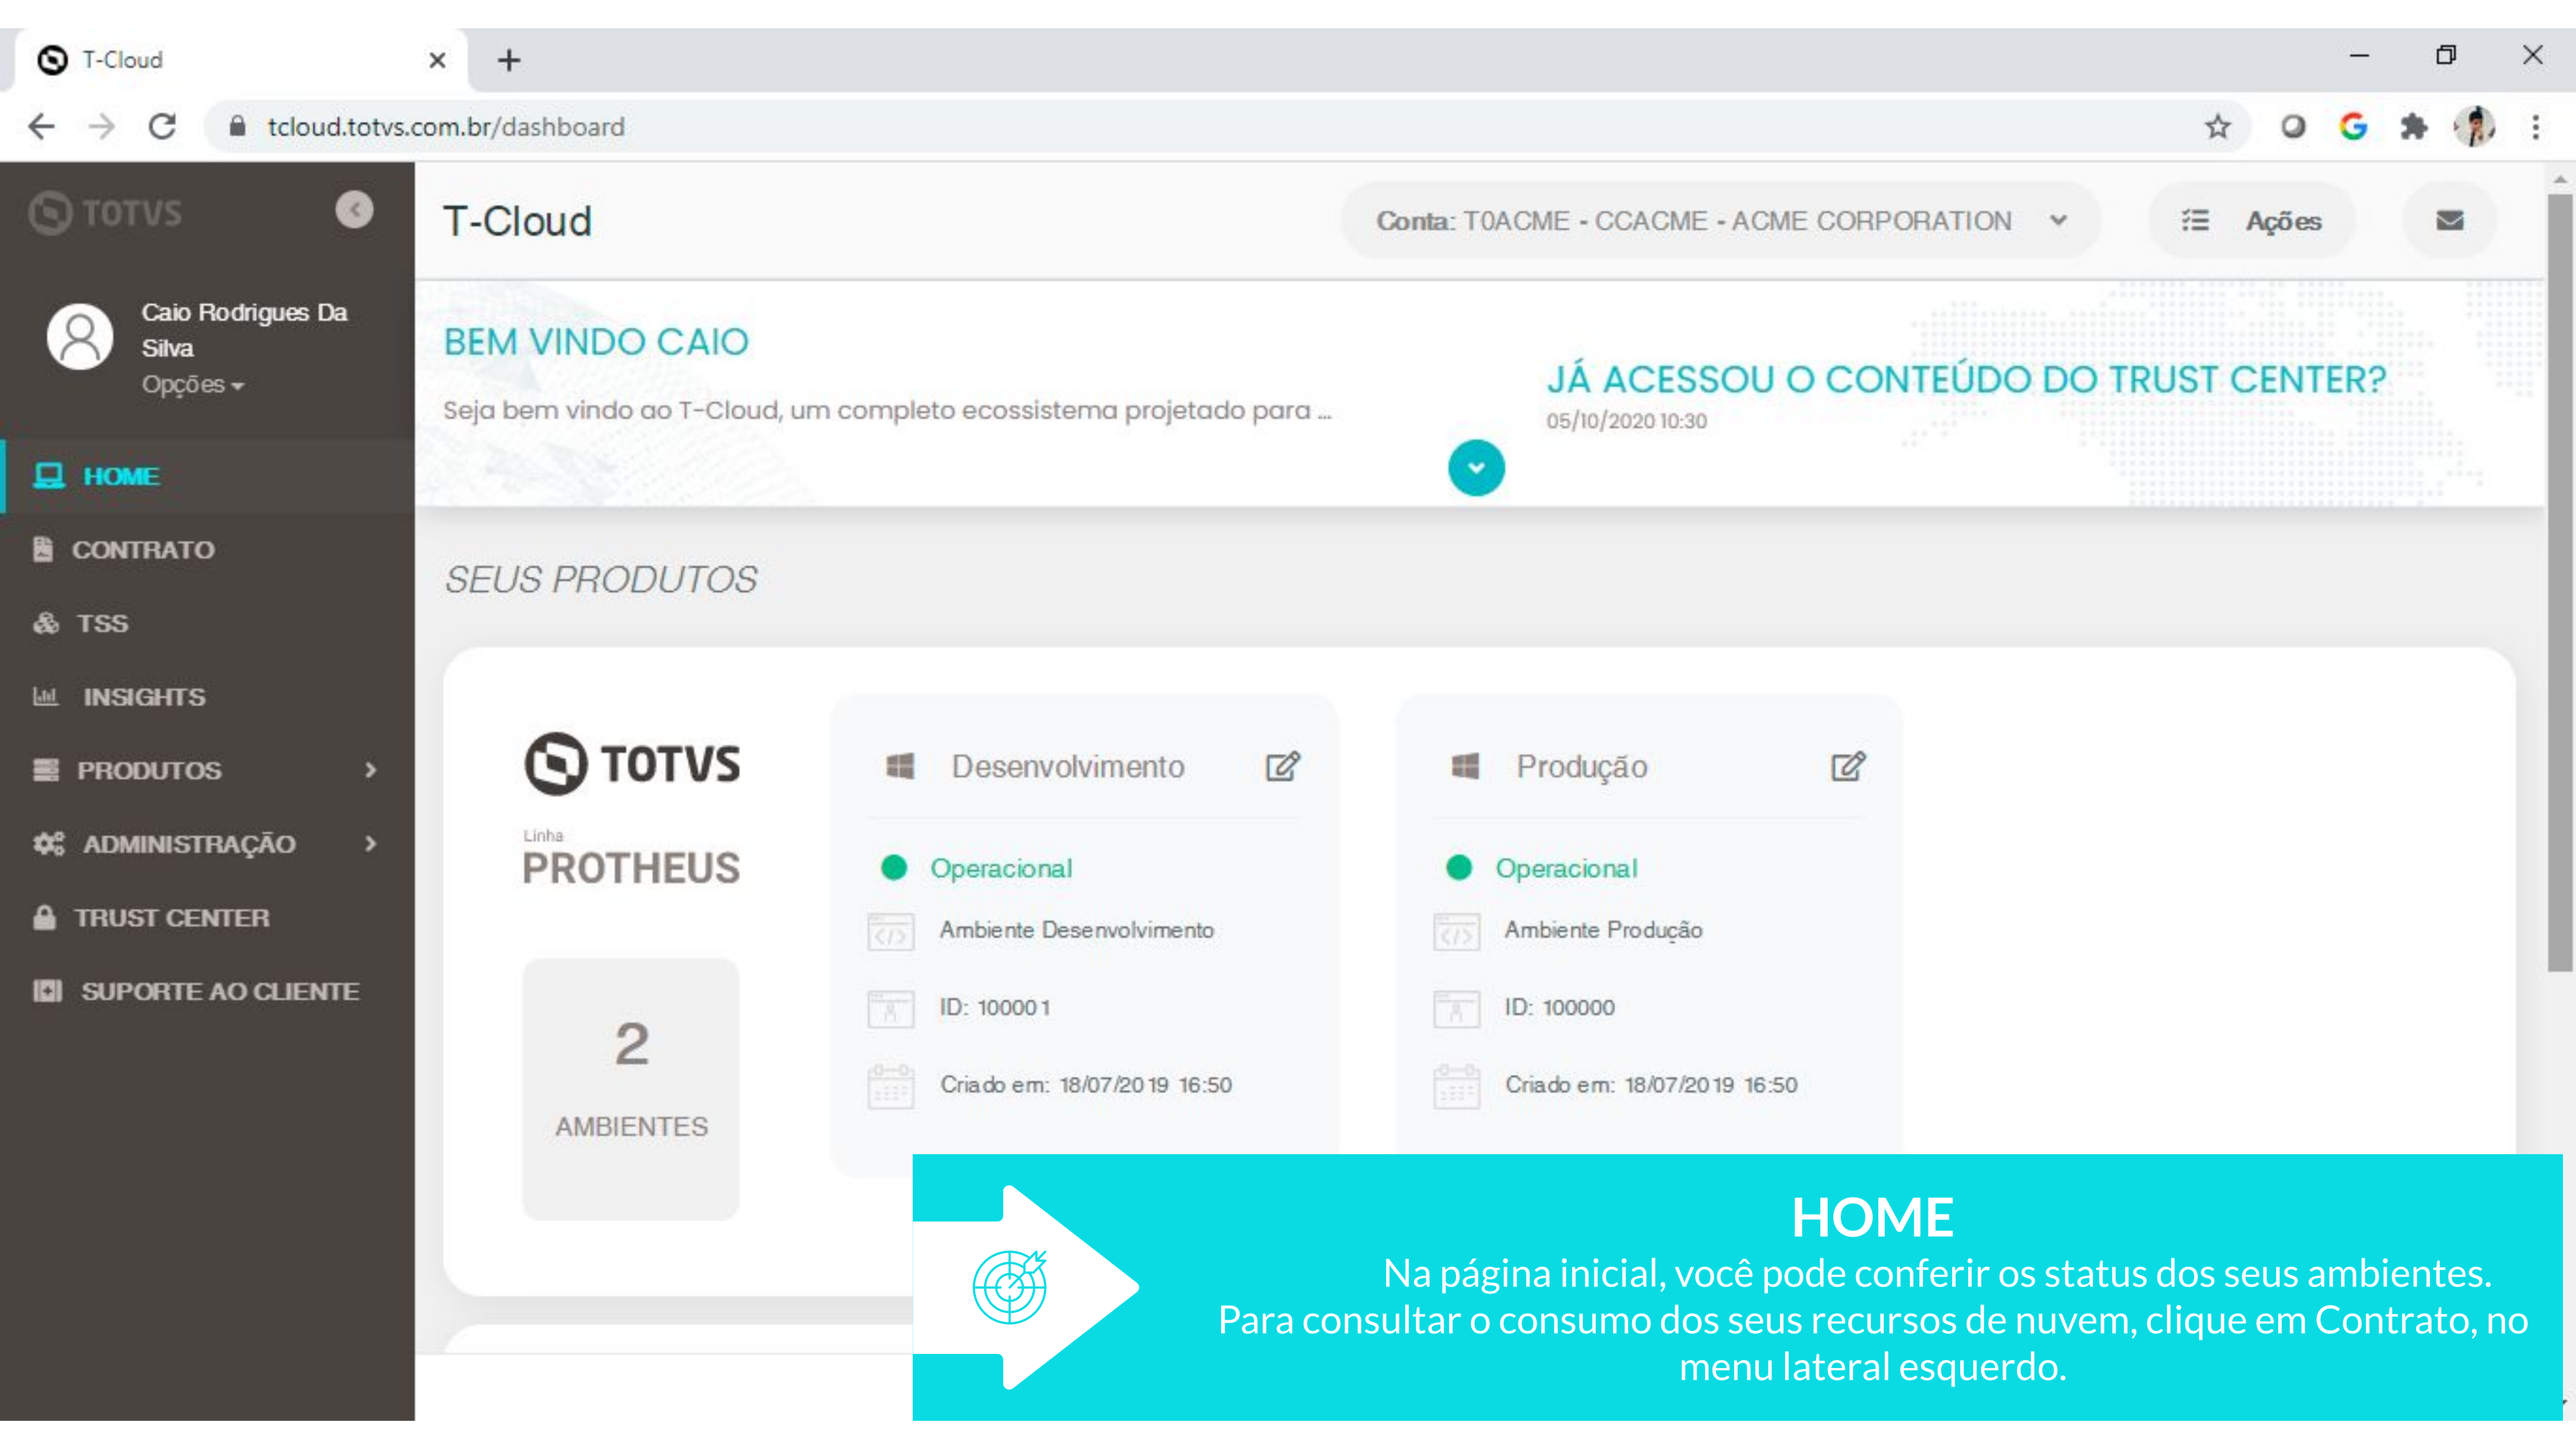 T-Cloud
tcloud.totvs.com.br/dashboard
TOTVS
T-Cloud
Conta: T0ACME - CCACME - ACME CORPORATION
Ações
Caio Rodrigues Da
Silva
Opções
HOME
CONTRATO
TSS
INSIGHTS
PRODUTOS
ADMINISTRAÇÃO
TRUST CENTER
SUPORTE AO CLIENTE
BEM VINDO CAIO
Seja bem vindo ao T-Cloud, um completo ecossistema projetado para ...
JÁ ACESSOU O CONTEÚDO DO TRUST CENTER?
05/10/2020 10:30
SEUS PRODUTOS
TOTVS
Linha
PROTHEUS
2
AMBIENTES
Desenvolvimento
Operacional
Ambiente Desenvolvimento
ID: 100001
Criado em: 18/07/2019 16:50
Produção
Operacional
Ambiente Produção
ID: 100000
Criado em: 18/07/2019 16:50
HOME
Na página inicial, você pode conferir os status dos seus ambientes.
Para consultar o consumo dos seus recursos de nuvem, clique em Contrato, no
menu lateral esquerdo.